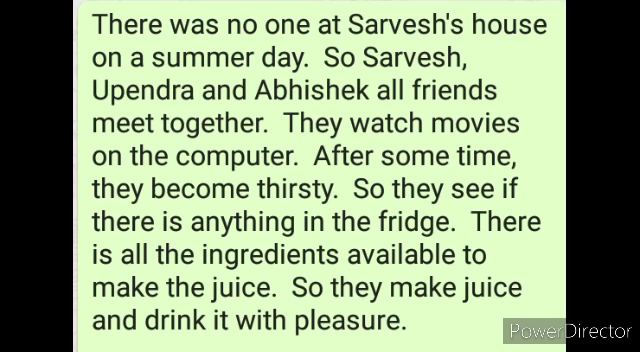 There was no one at Sarvesh's house
on a summer day.  So Sarvesh,
Upendra and Abhishek all friends
meet together.  They watch movies
on the computer.  After some time,
they become thirsty.  So they see if
there is anything in the fridge.  There
is all the ingredients available to
make the juice.  So they make juice
and drink it with pleasure.
PowerDirector